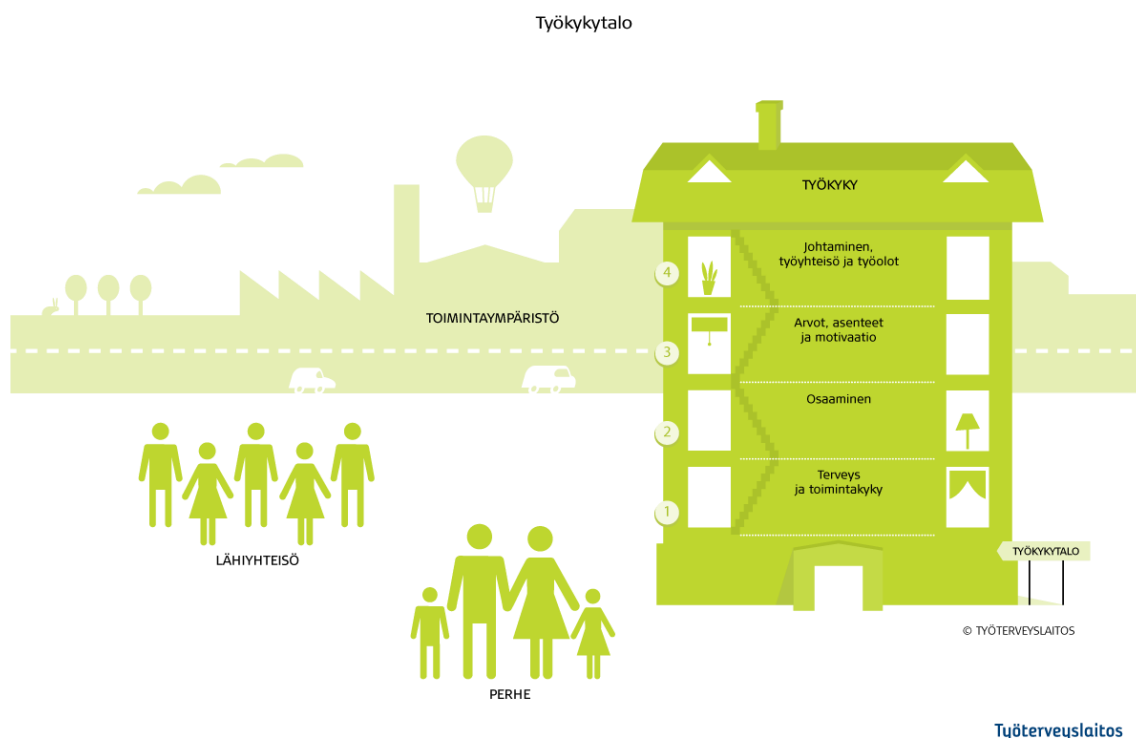 Työkykytalo
TYÖKYKY
4
Johtaminen,
työyhteisö ja työolot
TOIMINTAYMPÄRISTÖ
3
Arvot, asenteet
ja motivaatio
2
Osaaminen
1
Terveys
ja toimintakyky
LÄHIYHTEISÖ
TYÖKYKYTALO
© TYÖTERVEYSLAITOS
PERHE
Työterveyslaitos